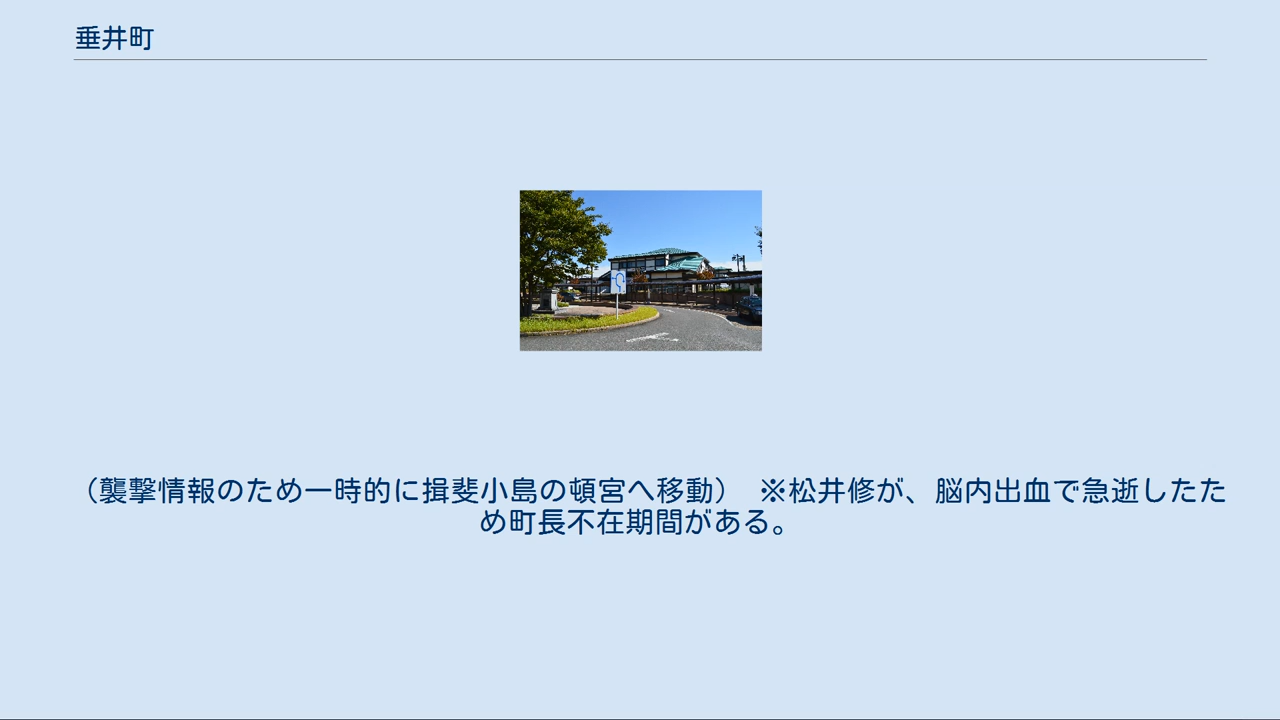 垂井町
（襲撃情報のため一時的に揖斐小島の頓宮へ移動）　※松井修が、脳内出血で急逝したた
め町長不在期間がある。